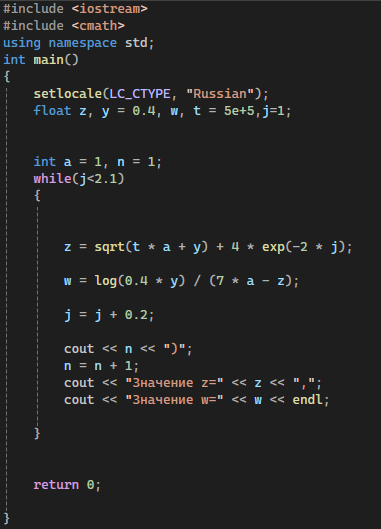 #include <iostream>
#include <cmath>
using namespace std;
int main()
{
setlocale(LC_CTYPE, "Russian");
float z, y = 0.4, w, t = 5e+5,j=1;
int a = 1, n = 1;
while(j<2.1)
{
z = sqrt(t * a + y) + 4 * exp(-2 * j);
w = log(0.4 * y) / (7 * a - z);
j = j + 0.2;
cout << n << ")";
n = n + 1;
cout << "Значение z=" << z << ",";
cout << "Значение w=" << w << endl;
}
return 0;
}